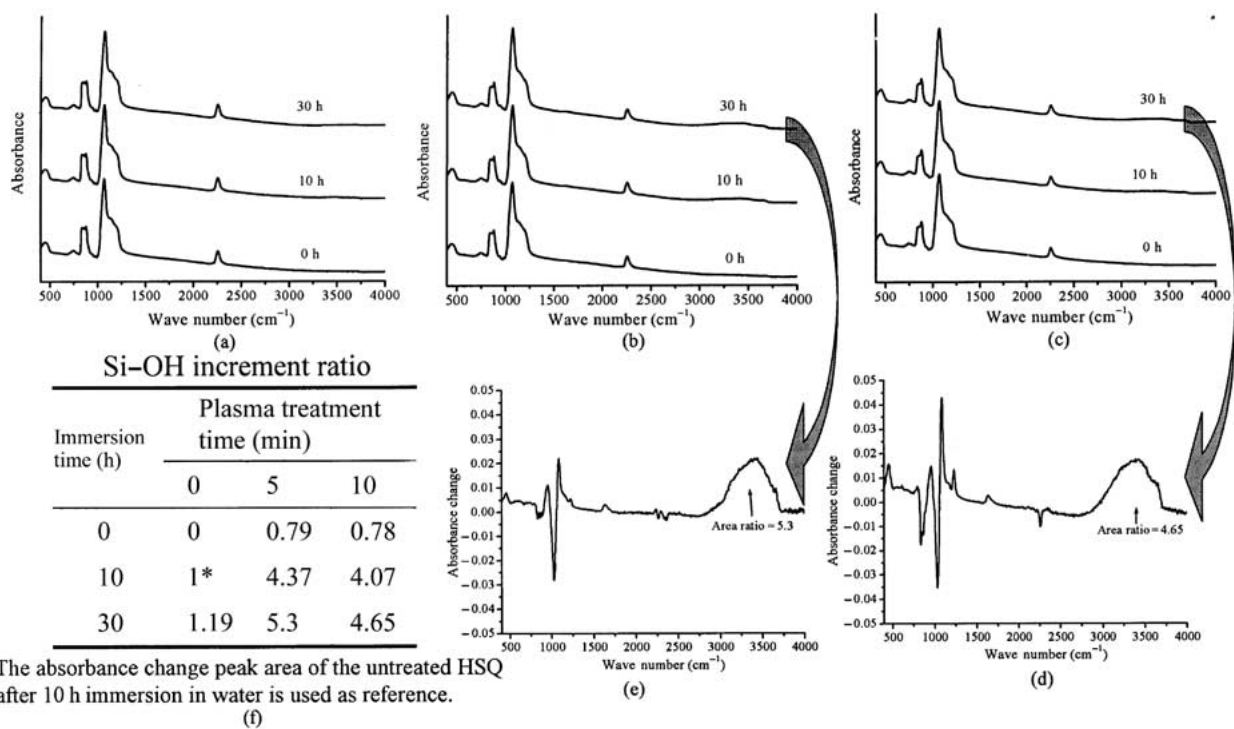 Absorbance
30 h
10 h
0 h
500 1000 1500 2000 2500 3000 3500 4000
Wave number (cm⁻¹)
(a)
Absorbance
30 h
10 h
0 h
500 1000 1500 2000 2500 3000 3500 4000
Wave number (cm⁻¹)
(b)
Absorbance
30 h
10 h
0 h
500 1000 1500 2000 2500 3000 3500 4000
Wave number (cm⁻¹)
(c)
Si–OH increment ratio
Plasma treatment
Immersion time (min)
time (h)
0 5 10
0 0 0.79 0.78
10 1* 4.37 4.07
30 1.19 5.3 4.65
The absorbance change peak area of the untreated HSQ
after 10 h immersion in water is used as reference.
(f)
Absorbance change
0.05
0.04
0.03
0.02
0.01
0.00
−0.01
−0.02
−0.03
−0.04
−0.05
Area ratio = 5.3
500 1000 1500 2000 2500 3000 3500 4000
Wave number (cm⁻¹)
(e)
Absorbance change
0.05
0.04
0.03
0.02
0.01
0.00
−0.01
−0.02
−0.03
−0.04
−0.05
Area ratio = 4.65
500 1000 1500 2000 2500 3000 3500 4000
Wave number (cm⁻¹)
(d)